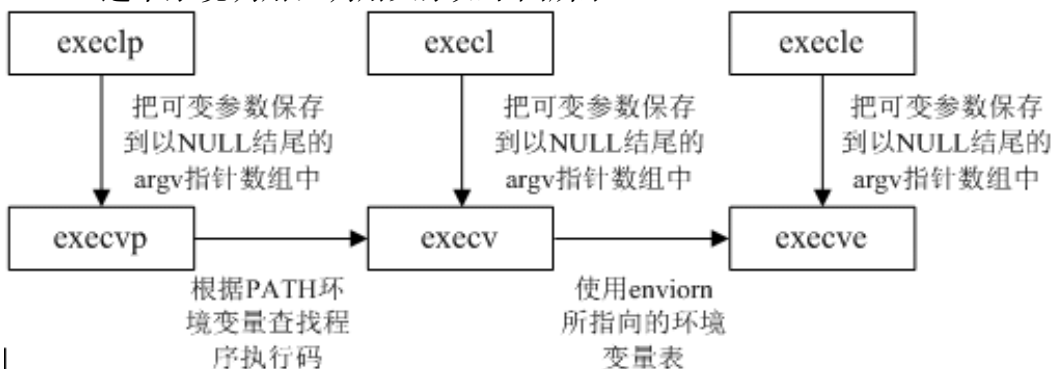 execlp
execl
execle
把可变参数保存
到以NULL结尾的
argv指针数组中
把可变参数保存
到以NULL结尾的
argv指针数组中
把可变参数保存
到以NULL结尾的
argv指针数组中
execvp
execv
execve
根据PATH环
境变量查找程
序执行码
使用enviorn
所指向的环境
变量表